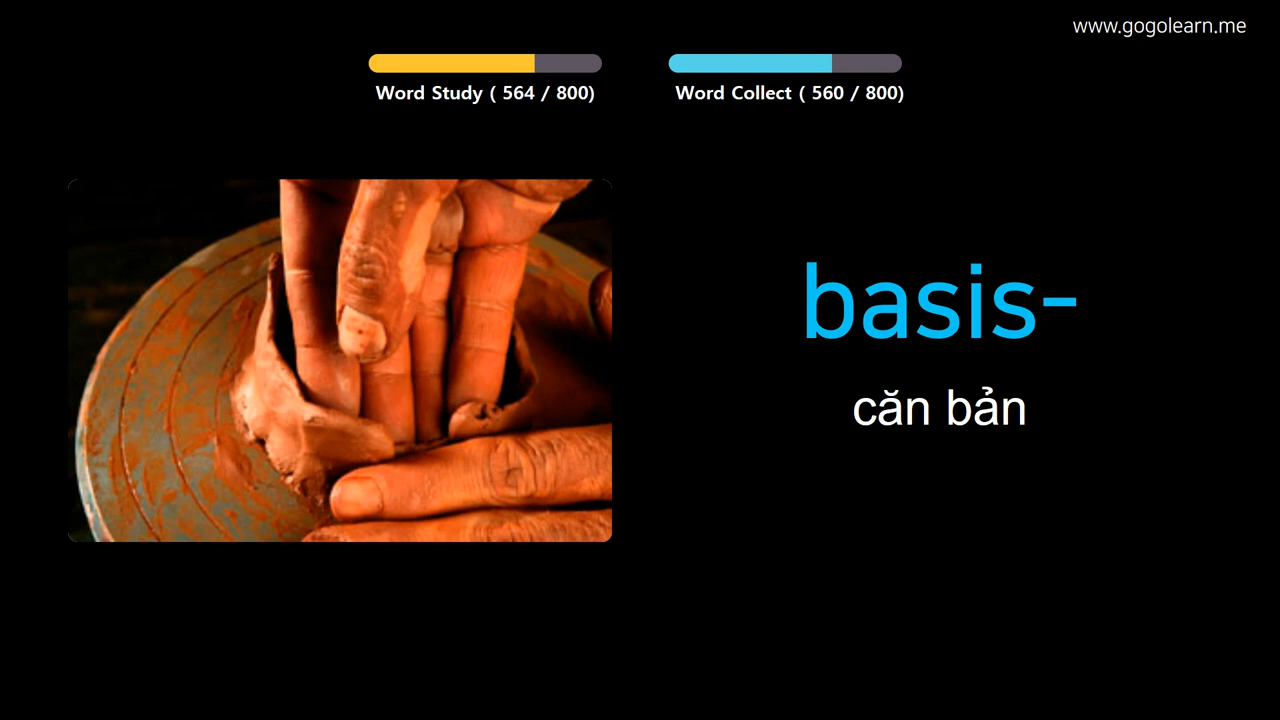 www.gogolearn.me
Word Study ( 564 / 800)
Word Collect ( 560 / 800)
basis-
căn bản